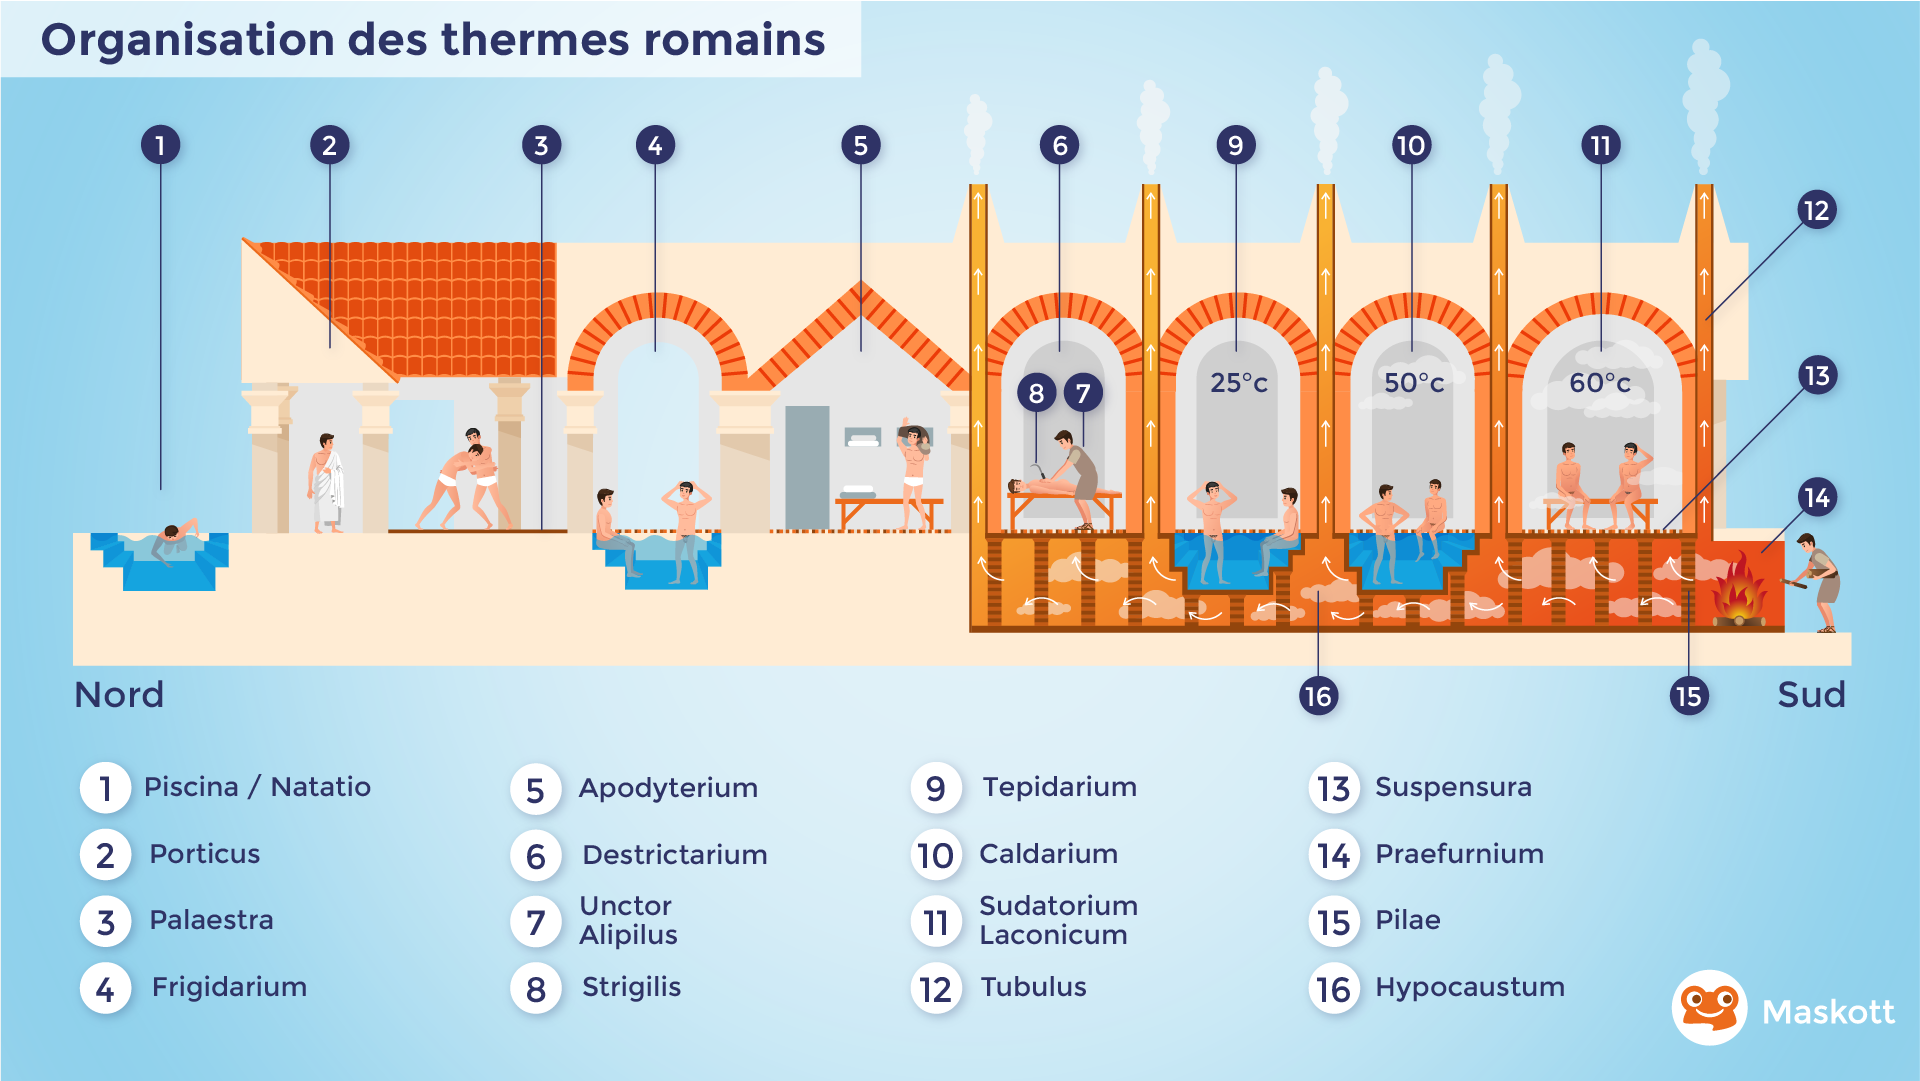 Organisation des thermes romains
1
2
3
4
5
6
9
10
11
12
8
7
25°c
50°c
60°c
13
14
16
15
Nord
Sud
1 Piscina / Natatio
2 Porticus
3 Palaestra
4 Frigidarium
5 Apodyterium
6 Destrictarium
7 Unctor
Alipilus
8 Strigilis
9 Tepidarium
10 Caldarium
11 Sudatorium
Laconicum
12 Tubulus
13 Suspensura
14 Praefurnium
15 Pilae
16 Hypocaustum
Maskott